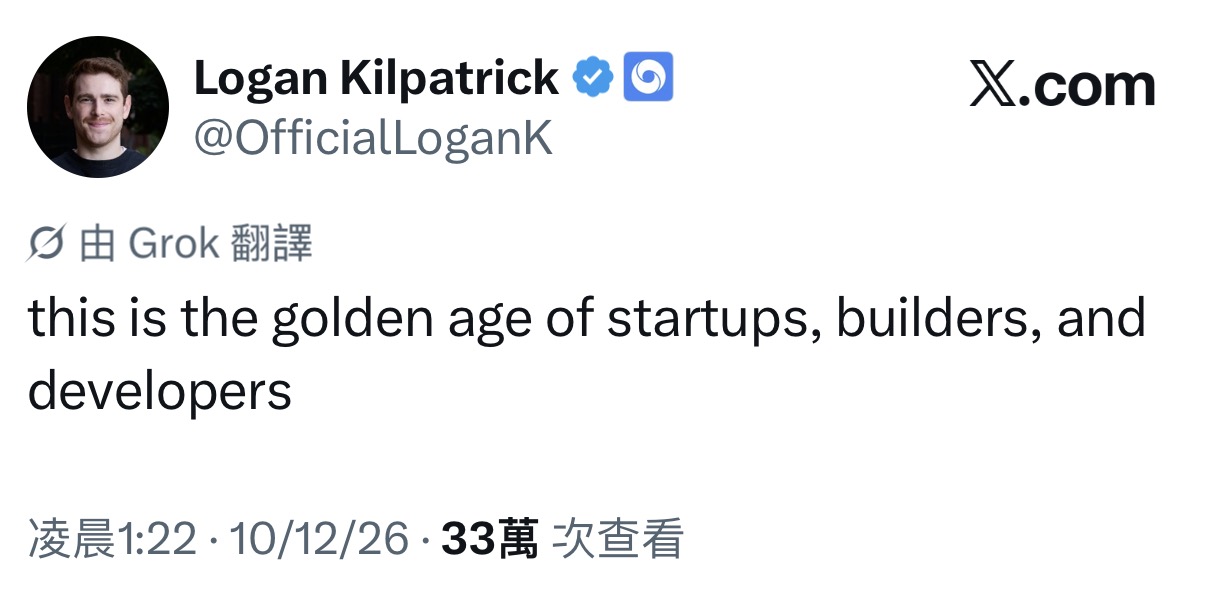 Logan Kilpatrick
X.com
@OfficialLoganK
由 Grok 翻譯
this is the golden age of startups, builders, and
developers
凌晨1:22 · 10/12/26 · 33萬 次查看